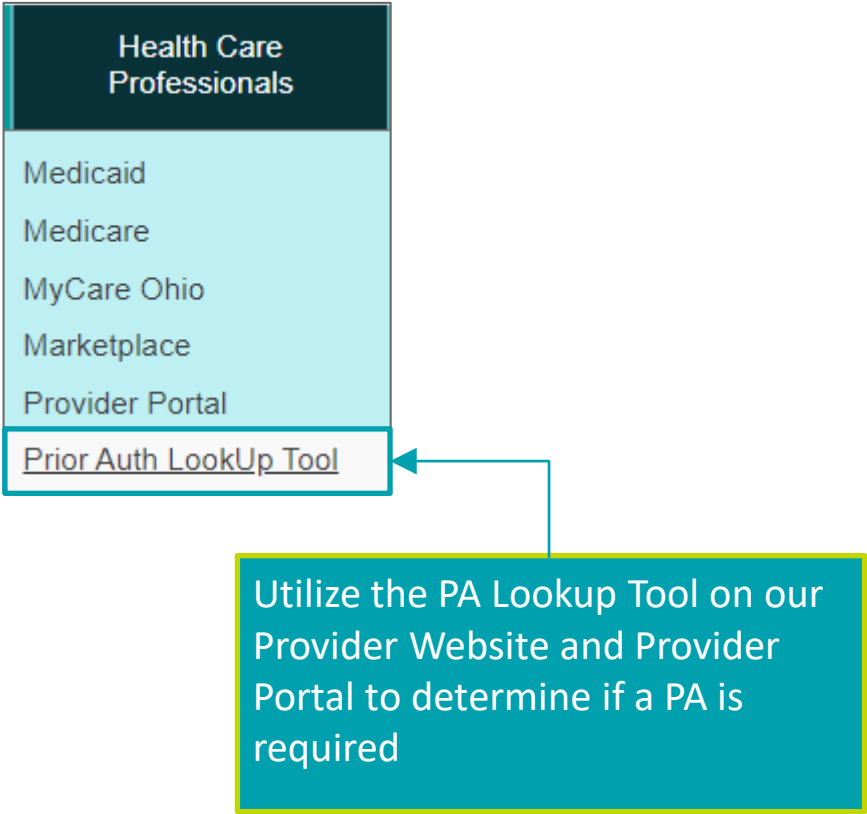 Health Care
Professionals
Medicaid
Medicare
MyCare Ohio
Marketplace
Provider Portal
Prior Auth LookUp Tool
Utilize the PA Lookup Tool on our
Provider Website and Provider
Portal to determine if a PA is
required